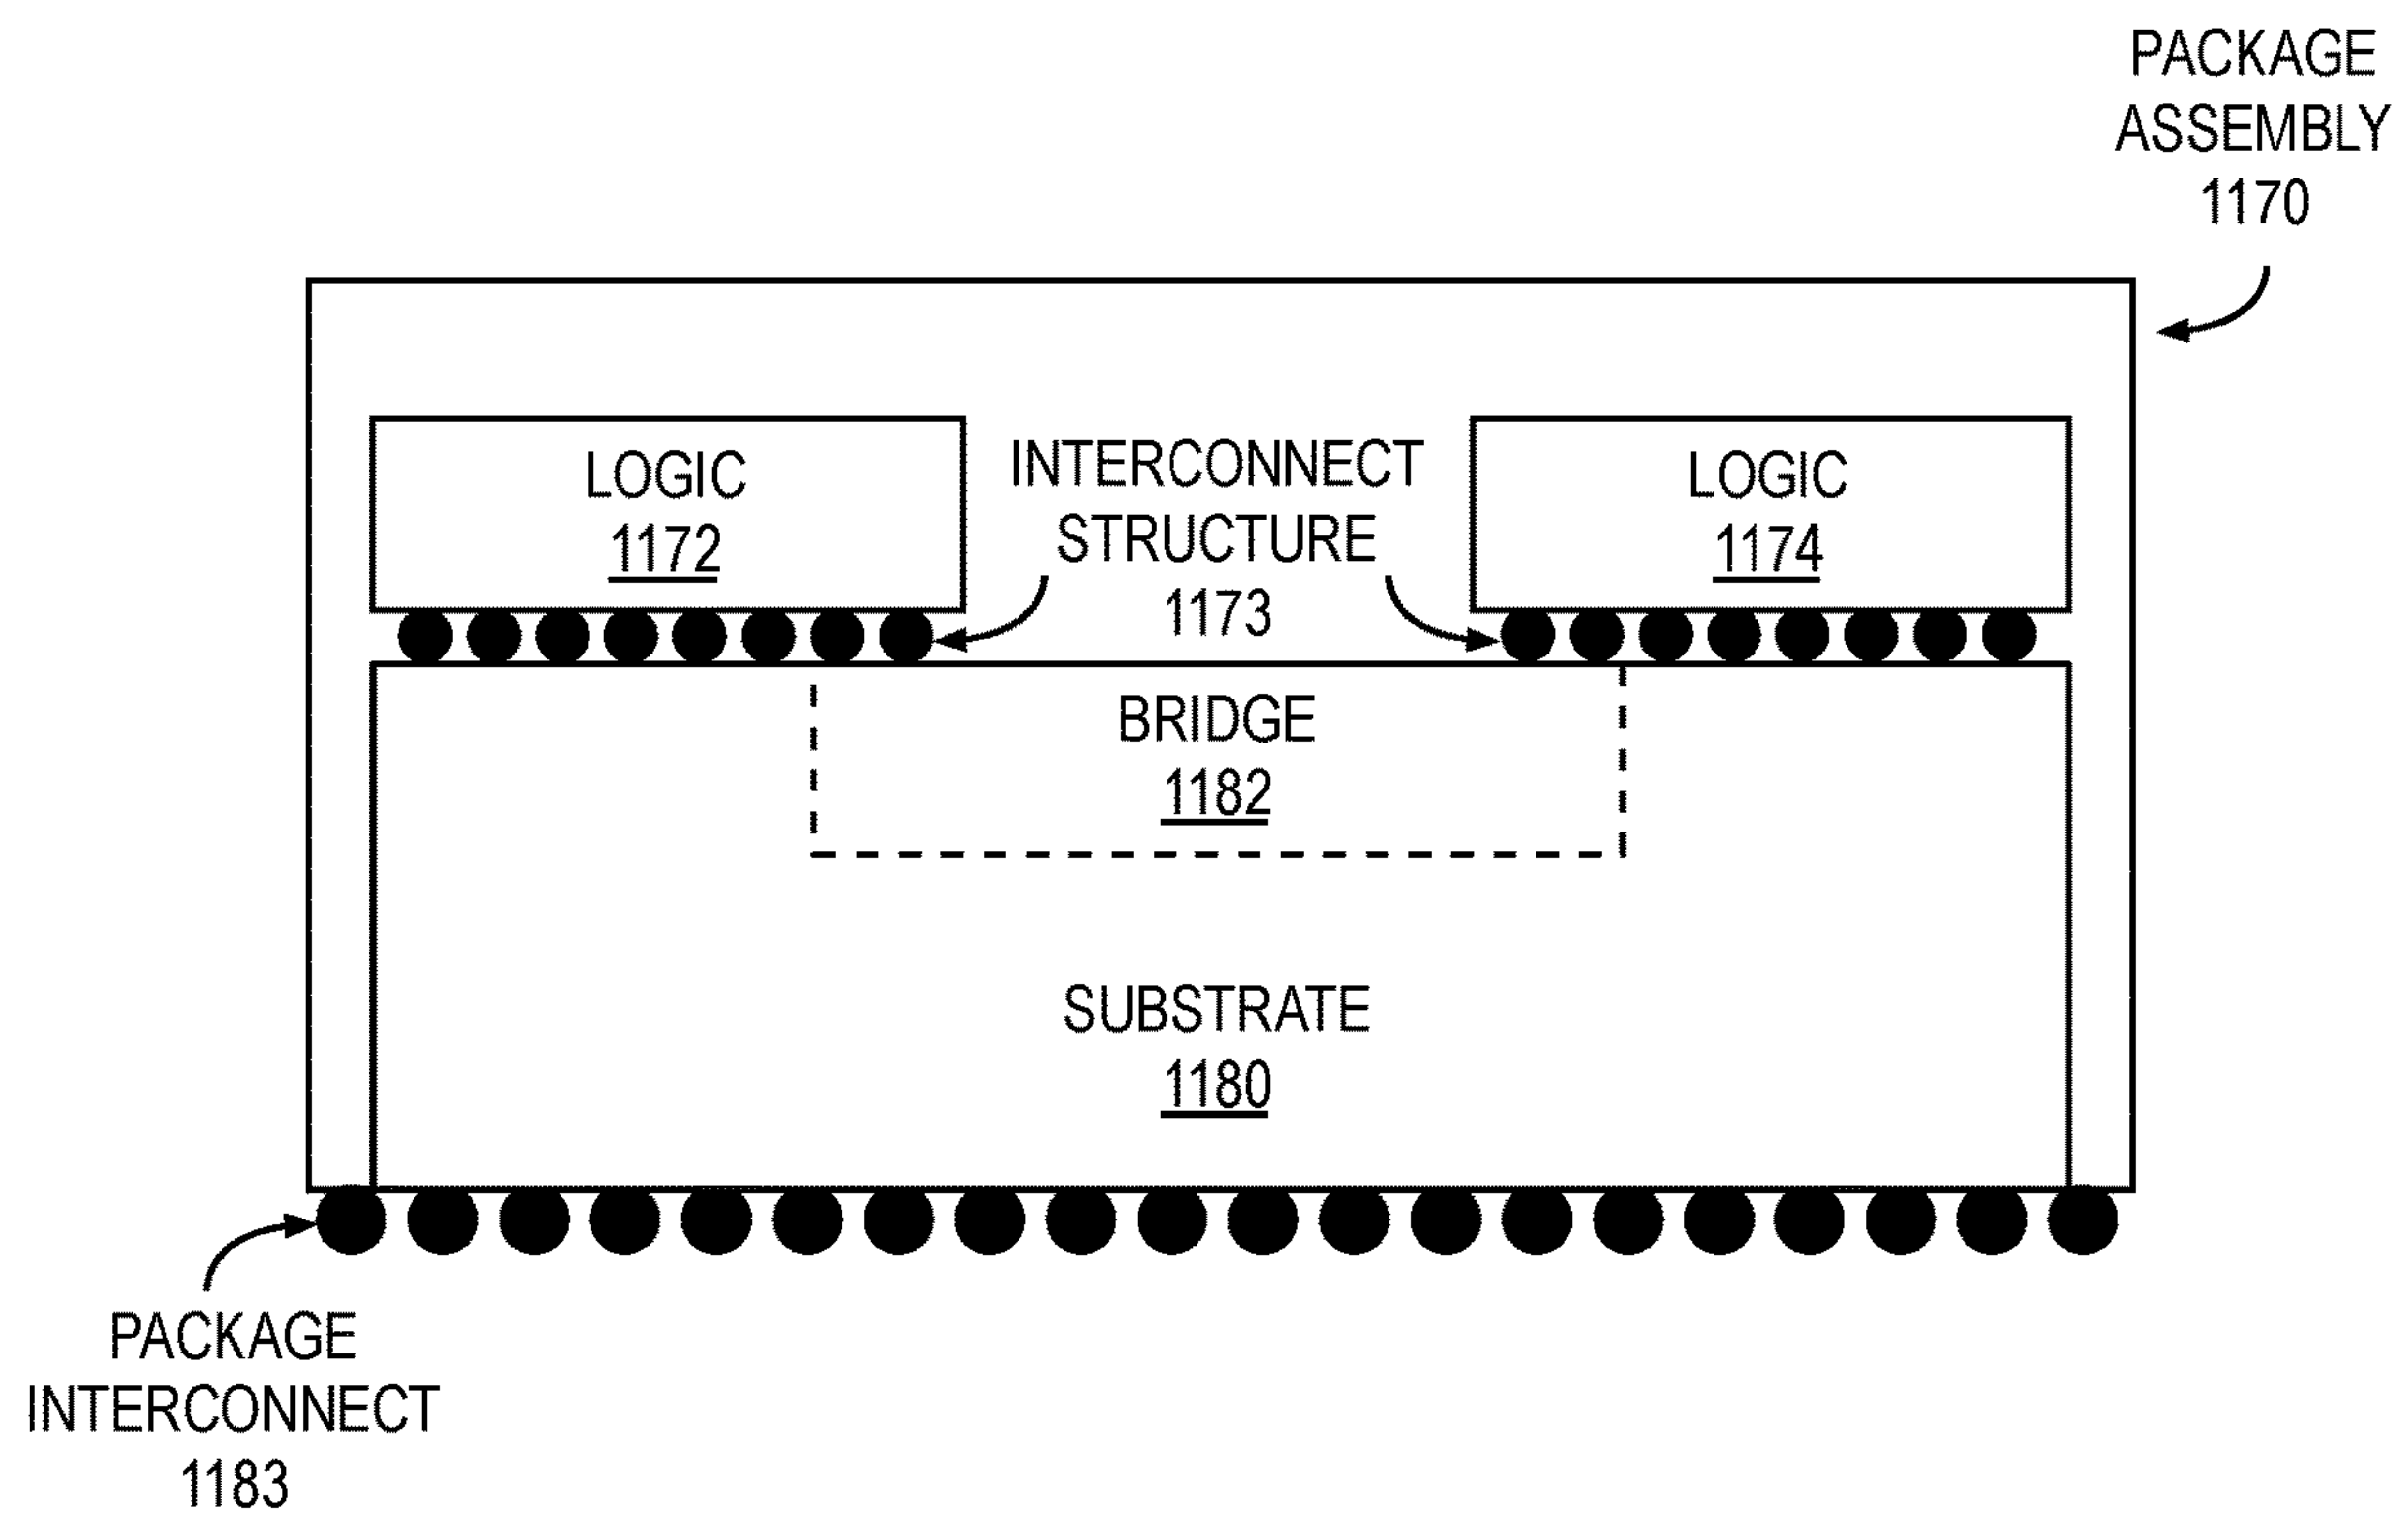 PACKAGE
ASSEMBLY
1170
LOGIC
1172
INTERCONNECT
STRUCTURE
1173
LOGIC
1174
BRIDGE
1182
SUBSTRATE
1180
PACKAGE
INTERCONNECT
1183